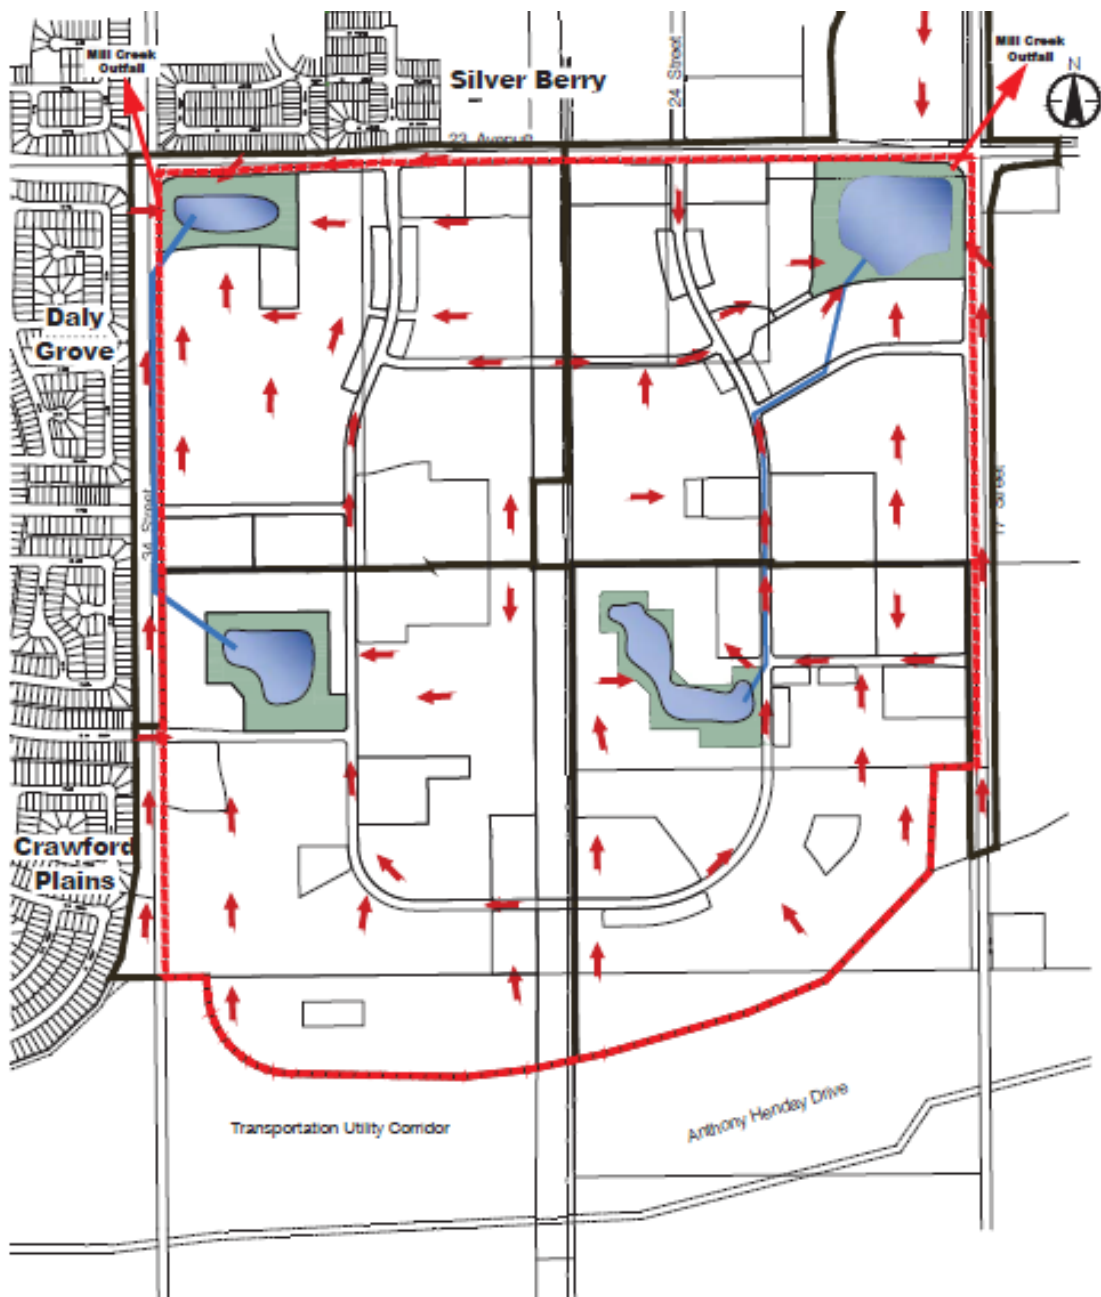 Mill Creek
Outfall
Silver Berry
24 Street
Mill Creek
Outfall
N
23 Avenue
Daly
Grove
34 Street
17 Street
Crawford
Plains
Transportation Utility Corridor
Anthony Henday Drive